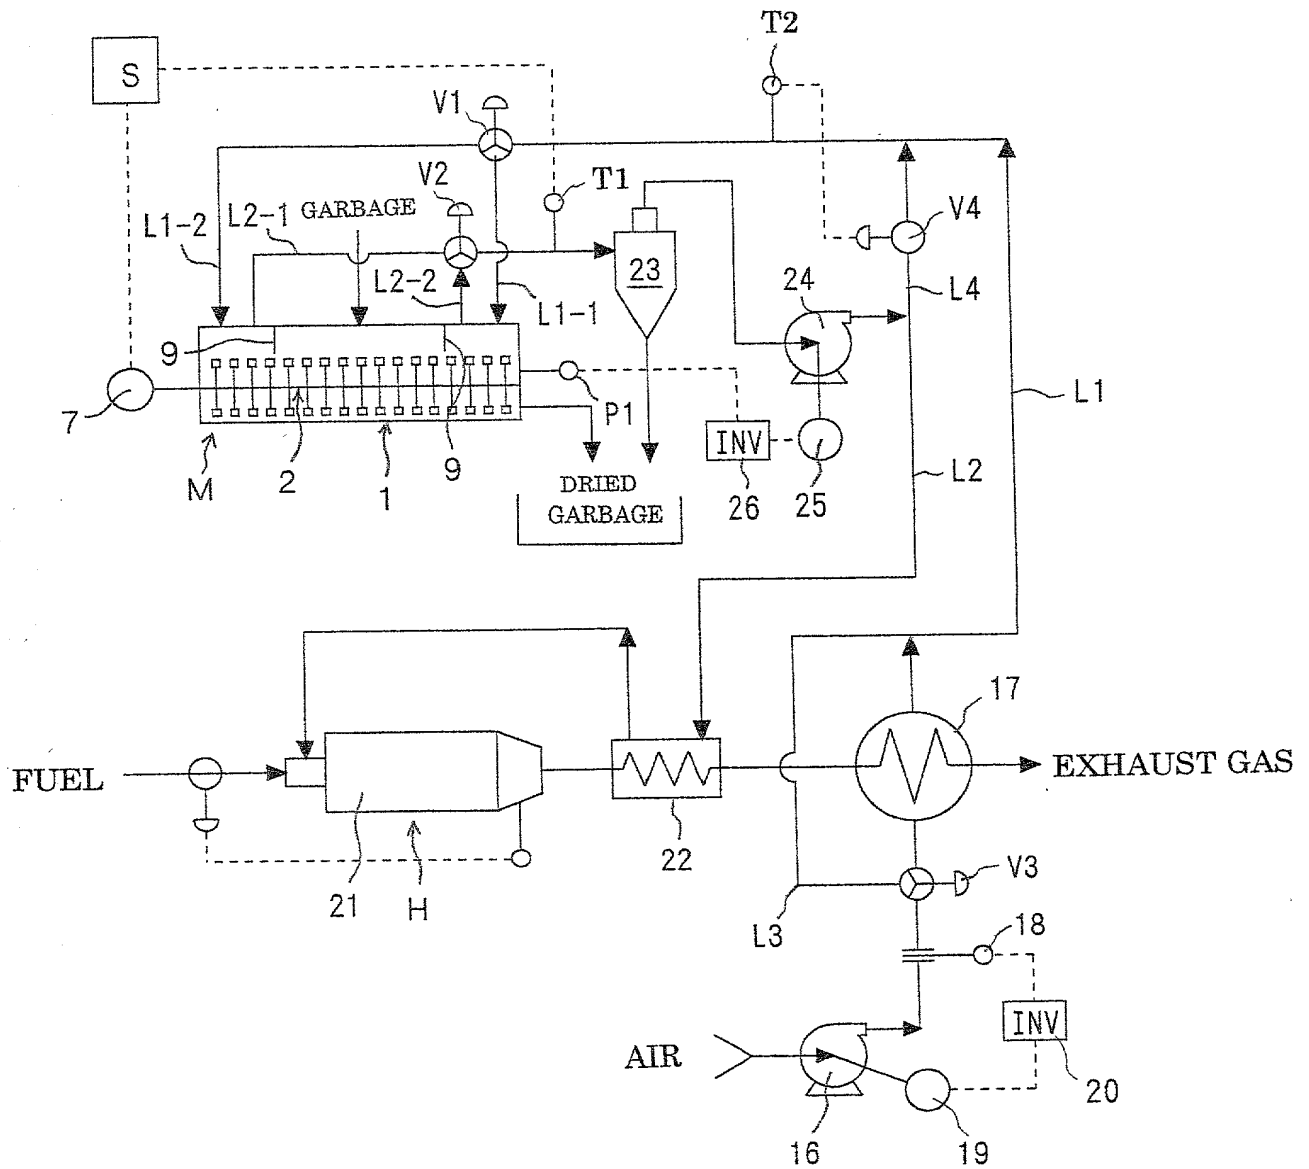 T2
S
V1
V2
T1
L2-1
GARBAGE
L1-2
V4
23
24
L4
L2-2
L1-1
9
7
P1
L1
INV
M
2
1
9
26
25
L2
DRIED
GARBAGE
17
FUEL
EXHAUST GAS
22
V3
21
H
L3
18
INV
AIR
20
16
19